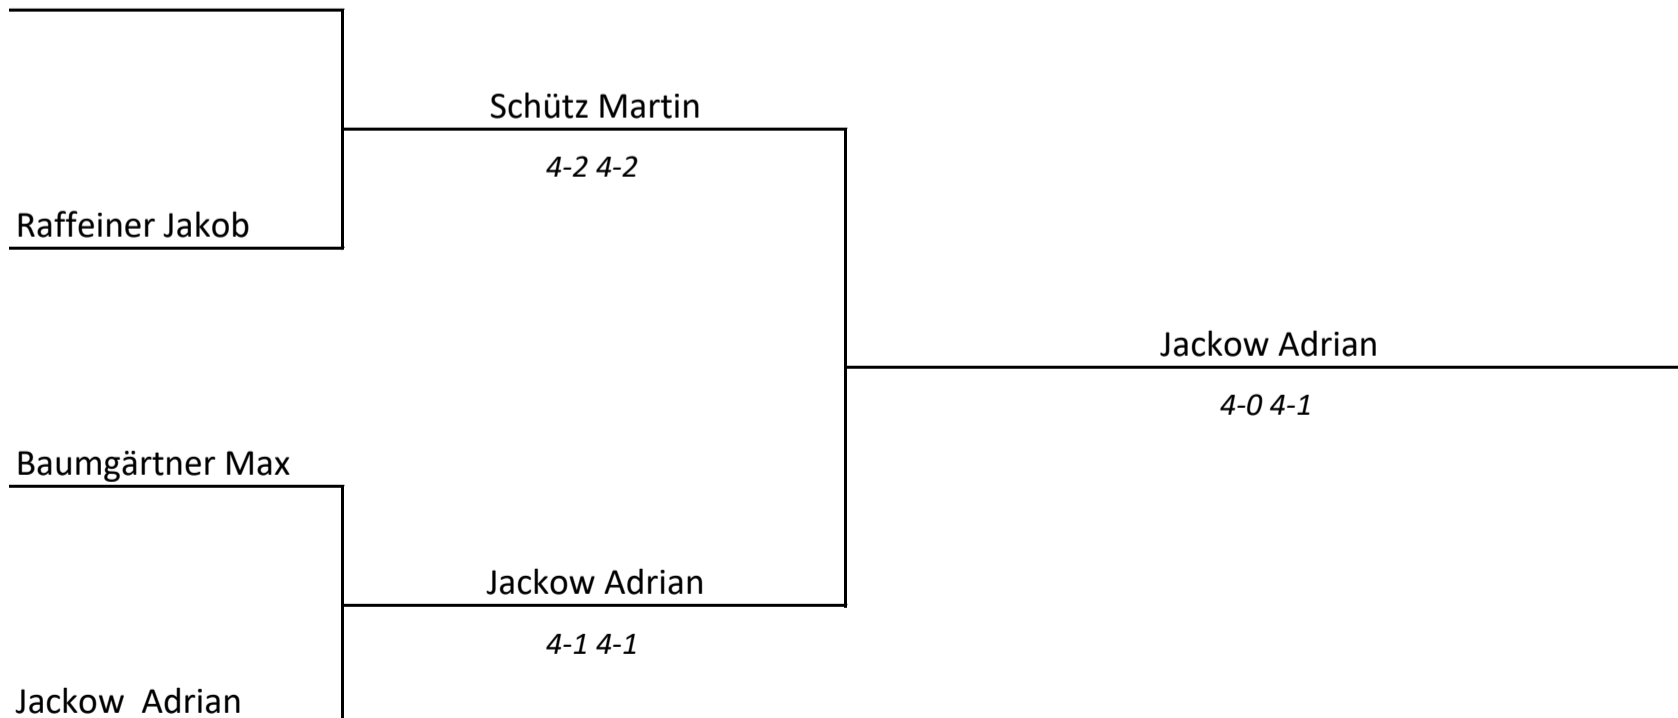 Schütz Martin
4-2 4-2
Raffeiner Jakob
Jackow Adrian
4-0 4-1
Baumgärtner Max
Jackow Adrian
4-1 4-1
Jackow  Adrian